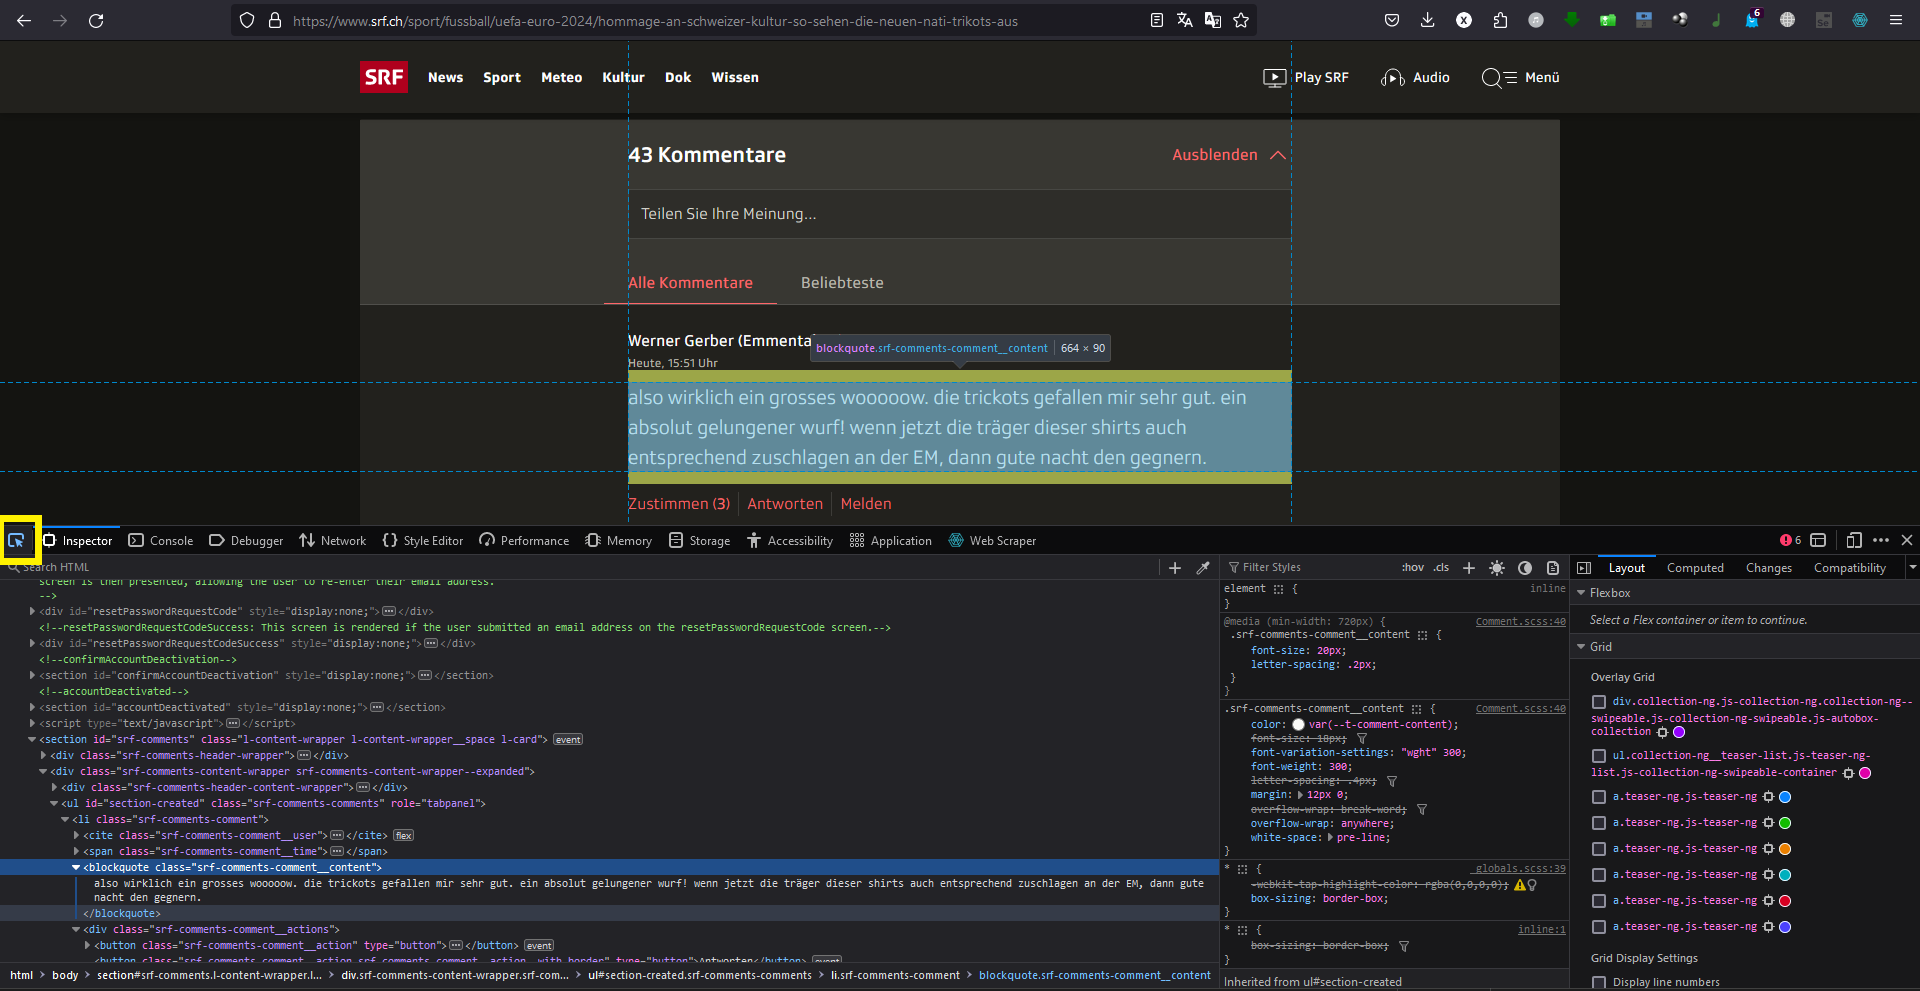 https://www.srf.ch/sport/fussball/uefa-euro-2024/hommage-an-schweizer-kultur-so-sehen-die-neuen-nati-trikots-aus
6
SRF News Sport Meteo Kultur Dok Wissen Play SRF Audio Menü
43 Kommentare Ausblenden
Teilen Sie Ihre Meinung...
Alle Kommentare Beliebteste
Werner Gerber (Emmenta
blockquote.srf-comments-comment__content 664 × 90
Heute, 15:51 Uhr
also wirklich ein grosses wooooow. die trickots gefallen mir sehr gut. ein
absolut gelungener wurf! wenn jetzt die träger dieser shirts auch
entsprechend zuschlagen an der EM, dann gute nacht den gegnern.
Zustimmen (3) Antworten Melden
Inspector Console Debugger Network Style Editor Performance Memory Storage Accessibility Application Web Scraper 6
Search HTML
screen is then presented, allowing the user to re-enter their email address.
-->
<div id="resetPasswordRequestCode" style="display:none;"></div>
<!--resetPasswordRequestCodeSuccess: This screen is rendered if the user submitted an email address on the resetPasswordRequestCode screen.-->
<div id="resetPasswordRequestCodeSuccess" style="display:none;"></div>
<!--confirmAccountDeactivation-->
<section id="confirmAccountDeactivation" style="display:none;"></section>
<!--accountDeactivated-->
<section id="accountDeactivated" style="display:none;"></section>
<script type="text/javascript"></script>
<section id="srf-comments" class="l-content-wrapper l-content-wrapper__space l-card"> event
<div class="srf-comments-header-wrapper"></div>
<div class="srf-comments-content-wrapper srf-comments-content-wrapper--expanded">
<div class="srf-comments-header-content-wrapper"></div>
<ul id="section-created" class="srf-comments-comments" role="tabpanel">
<li class="srf-comments-comment">
<cite class="srf-comments-comment__user"></cite> flex
<span class="srf-comments-comment__time"></span>
<blockquote class="srf-comments-comment__content">
also wirklich ein grosses wooooow. die trickots gefallen mir sehr gut. ein absolut gelungener wurf! wenn jetzt die träger dieser shirts auch entsprechend zuschlagen an der EM, dann gute
nacht den gegnern.
</blockquote>
<div class="srf-comments-comment__actions">
<button class="srf-comments-comment__action" type="button"></button> event
<button class="srf-comments-comment__action srf-comments-comment__action--with-border" type="button">Antworten</button> event
html body section#srf-comments.l-content-wrapper.l... div.srf-comments-content-wrapper.srf-com... ul#section-created.srf-comments-comments li.srf-comments-comment blockquote.srf-comments-comment__content
Filter Styles :hov .cls
element { inline
}
@media (min-width: 720px) { Comment.scss:40
.srf-comments-comment__content {
font-size: 20px;
letter-spacing: .2px;
}
}
.srf-comments-comment__content { Comment.scss:40
color: var(--t-comment-content);
font-size: 18px;
font-variation-settings: "wght" 300;
font-weight: 300;
letter-spacing: .4px;
margin: 12px 0;
overflow-wrap: break-word;
overflow-wrap: anywhere;
white-space: pre-line;
}
* { _globals.scss:39
-webkit-tap-highlight-color: rgba(0,0,0,0);
box-sizing: border-box;
}
* { inline:1
box-sizing: border-box;
}
Inherited from ul#section-created
Layout Computed Changes Compatibility
Flexbox
Select a Flex container or item to continue.
Grid
Overlay Grid
div.collection-ng.js-collection-ng.collection-ng--
swipeable.js-collection-ng-swipeable.js-autobox-
collection
ul.collection-ng__teaser-list.js-teaser-ng-
list.js-collection-ng-swipeable-container
a.teaser-ng.js-teaser-ng
a.teaser-ng.js-teaser-ng
a.teaser-ng.js-teaser-ng
a.teaser-ng.js-teaser-ng
a.teaser-ng.js-teaser-ng
a.teaser-ng.js-teaser-ng
Grid Display Settings
Display line numbers